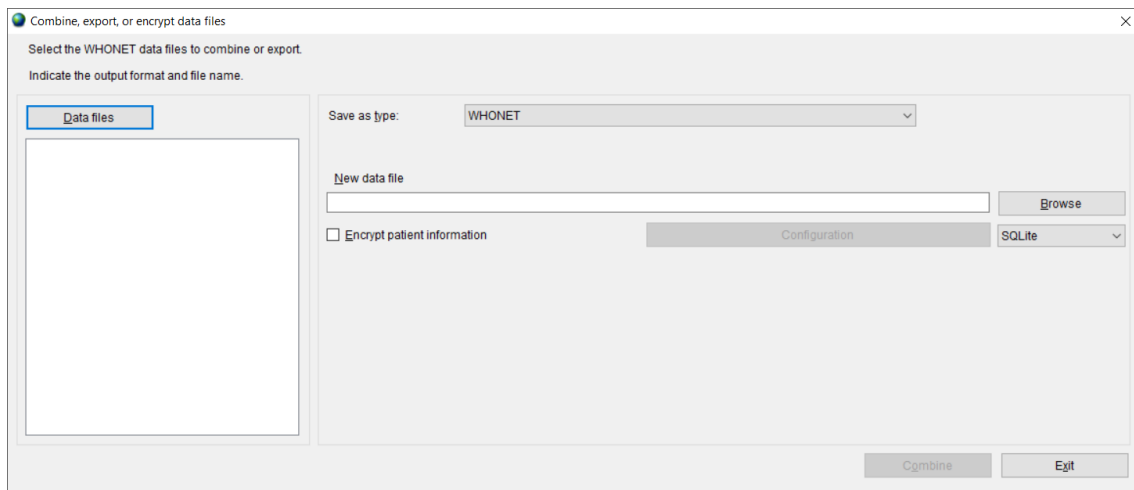 Combine, export, or encrypt data files
Select the WHONET data files to combine or export.
Indicate the output format and file name.
Data files
Save as type:
WHONET
New data file
Browse
Encrypt patient information
Configuration
SQLite
Combine
Exit